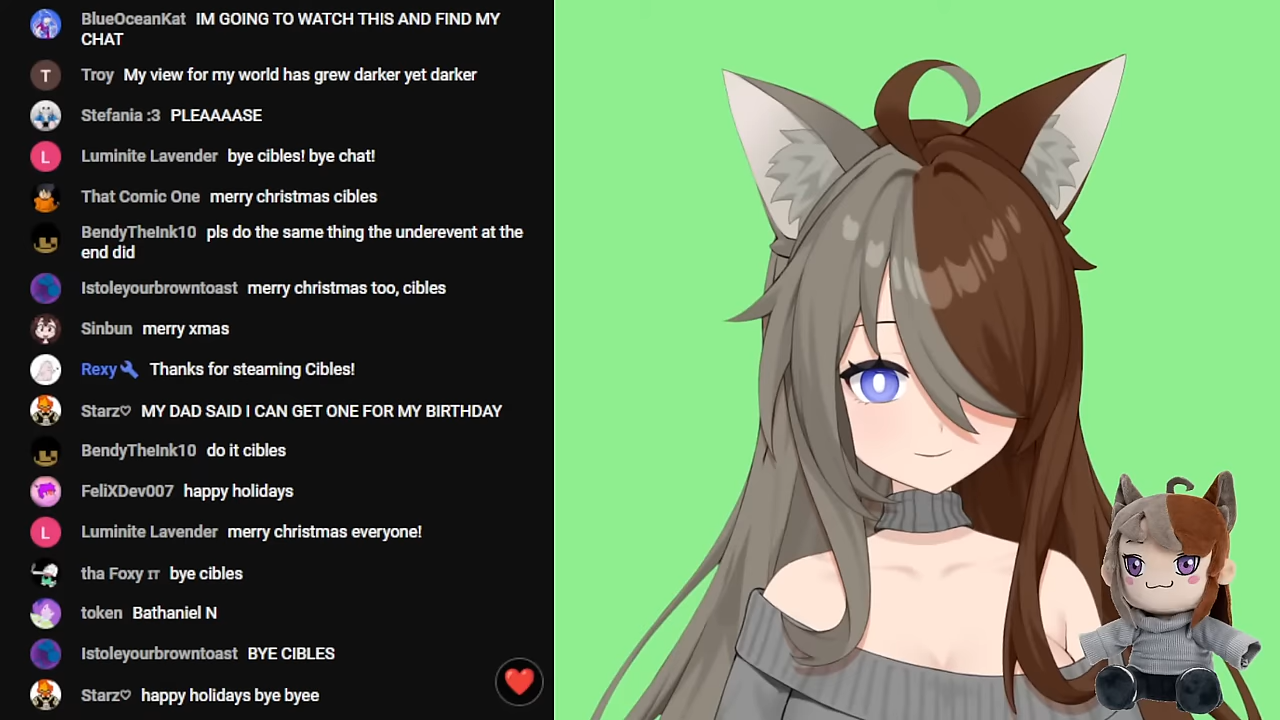 BlueOceanKat IM GOING TO WATCH THIS AND FIND MY
CHAT
T Troy My view for my world has grew darker yet darker
Stefania :3 PLEAAAASE
L Luminite Lavender bye cibles! bye chat!
That Comic One merry christmas cibles
BendyTheInk10 pls do the same thing the underevent at the
end did
Istoleyourbrowntoast merry christmas too, cibles
Sinbun merry xmas
Rexy Thanks for steaming Cibles!
Starz♡ MY DAD SAID I CAN GET ONE FOR MY BIRTHDAY
BendyTheInk10 do it cibles
FeliXDev007 happy holidays
L Luminite Lavender merry christmas everyone!
tha Foxy IT bye cibles
token Bathaniel N
Istoleyourbrowntoast BYE CIBLES
Starz♡ happy holidays bye byee